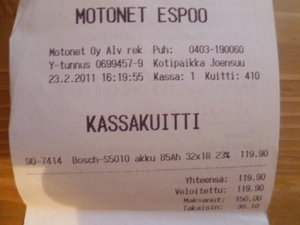 MOTONET ESPOO
Motonet Oy Alv rek Puh: 0403-190060
Y-tunnus 0699457-9 Kotipaikka Joensuu
23.2.2011 16:19:55 Kassa: 1 Kuitti: 410
KASSAKUITTI
90-7414 Bosch-S5010 akku 85Ah 32x18 23% 119.90
Yhteensä: 119.90
Veloitettu: 119.90
Maksanut: 150.00
Takaisin: 30.10